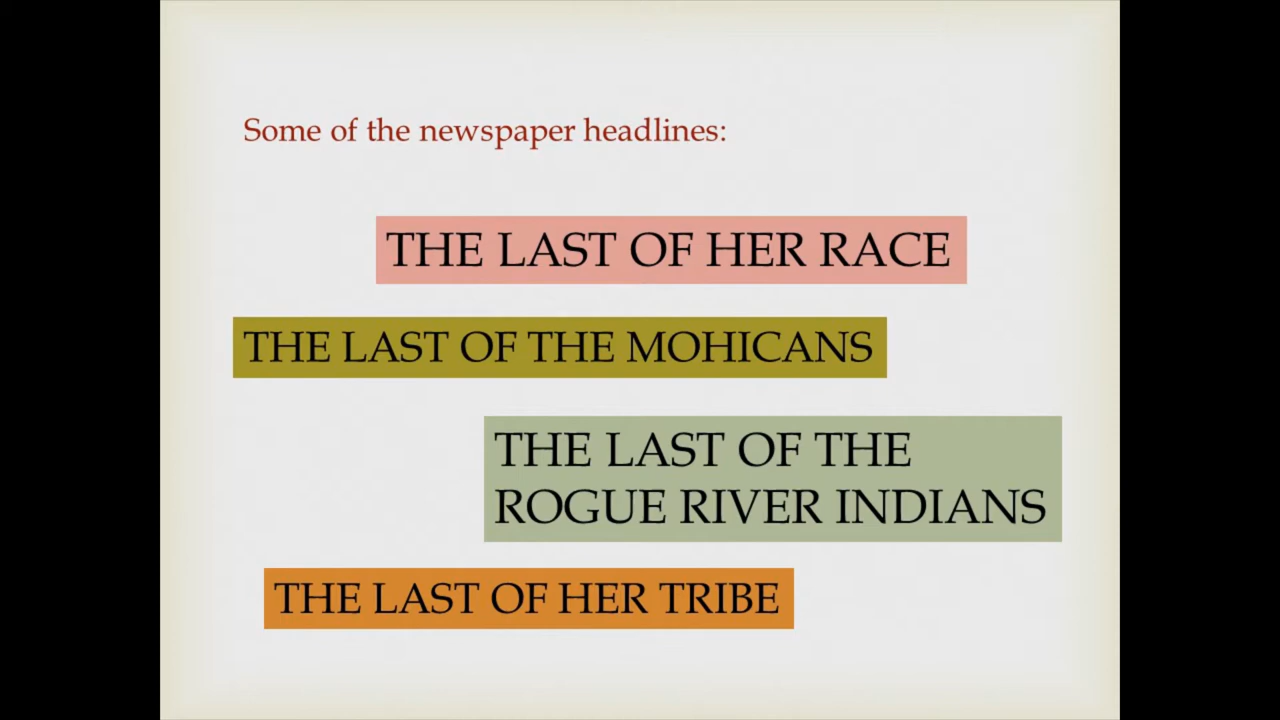 Some of the newspaper headlines:
THE LAST OF HER RACE
THE LAST OF THE MOHICANS
THE LAST OF THE
ROGUE RIVER INDIANS
THE LAST OF HER TRIBE